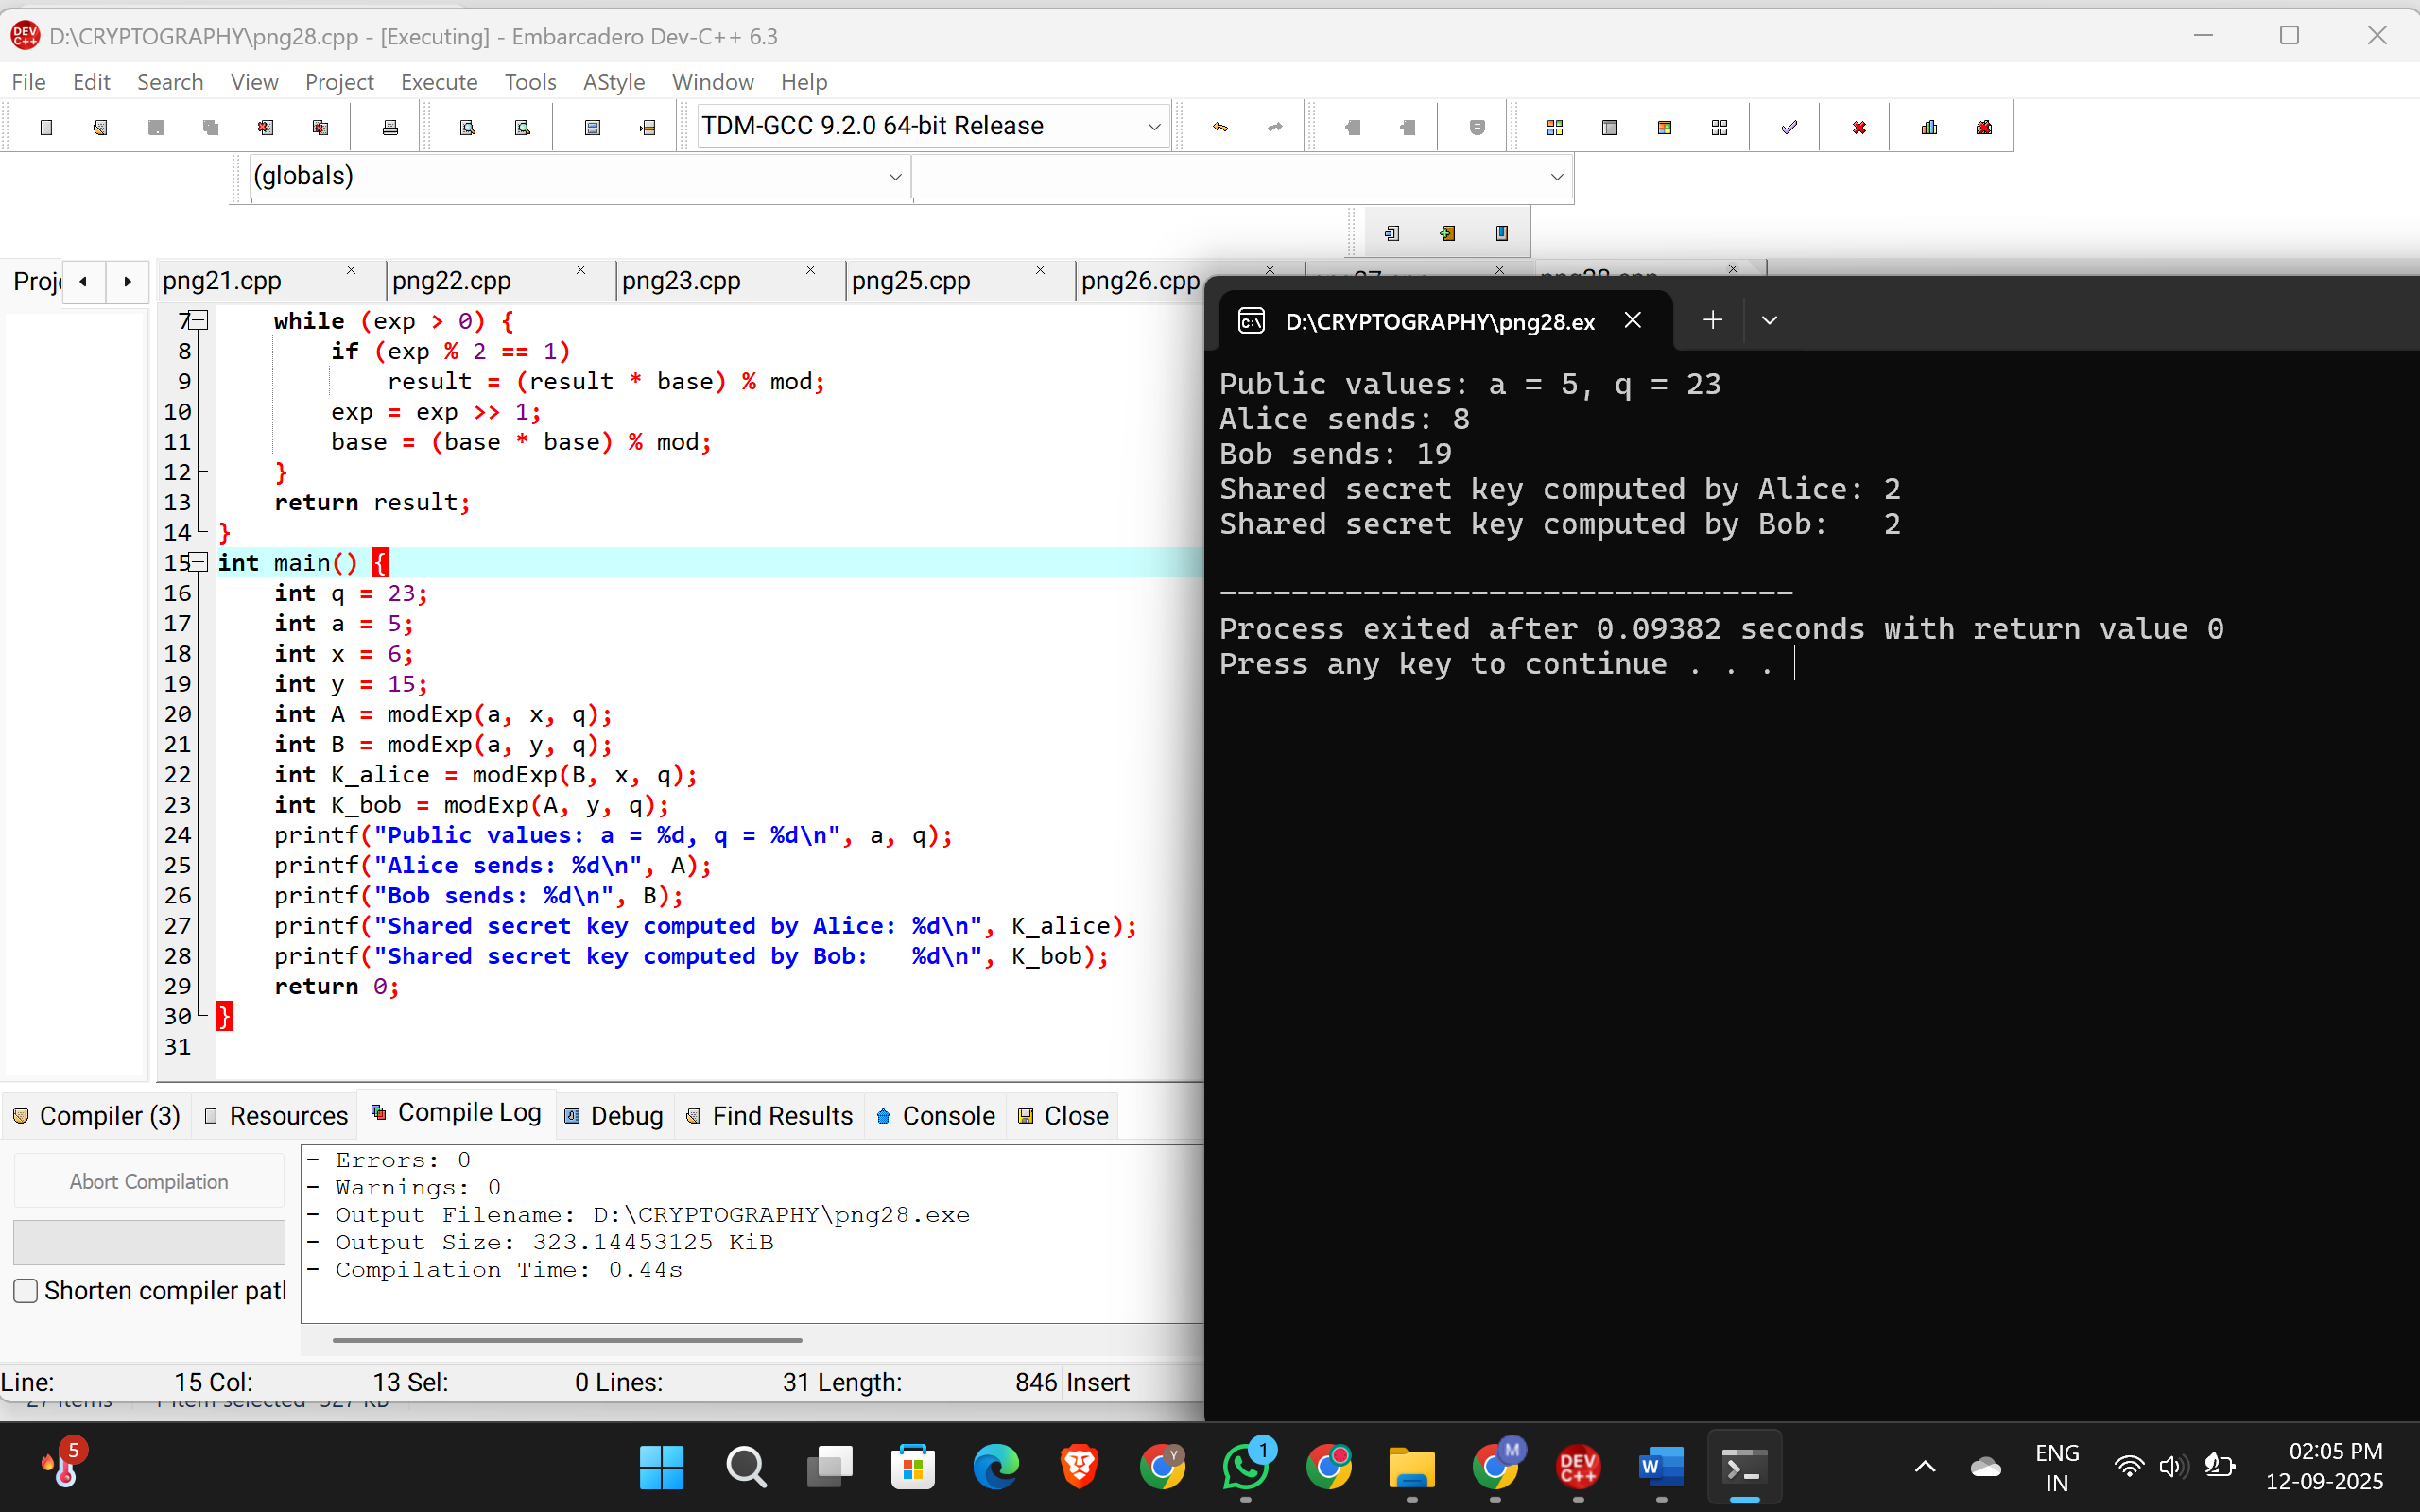 D:\CRYPTOGRAPHY\png28.cpp - [Executing] - Embarcadero Dev-C++ 6.3
File Edit Search View Project Execute Tools AStyle Window Help
TDM-GCC 9.2.0 64-bit Release
(globals)
Proje png21.cpp png22.cpp png23.cpp png25.cpp png26.cpp png28.cpp
7 while (exp > 0) {
8 if (exp % 2 == 1)
9 result = (result * base) % mod;
10 exp = exp >> 1;
11 base = (base * base) % mod;
12 }
13 return result;
14 }
15 int main() {
16 int q = 23;
17 int a = 5;
18 int x = 6;
19 int y = 15;
20 int A = modExp(a, x, q);
21 int B = modExp(a, y, q);
22 int K_alice = modExp(B, x, q);
23 int K_bob = modExp(A, y, q);
24 printf("Public values: a = %d, q = %d\n", a, q);
25 printf("Alice sends: %d\n", A);
26 printf("Bob sends: %d\n", B);
27 printf("Shared secret key computed by Alice: %d\n", K_alice);
28 printf("Shared secret key computed by Bob:   %d\n", K_bob);
29 return 0;
30 }
31
D:\CRYPTOGRAPHY\png28.ex
Public values: a = 5, q = 23
Alice sends: 8
Bob sends: 19
Shared secret key computed by Alice: 2
Shared secret key computed by Bob:   2
--------------------------------
Process exited after 0.09382 seconds with return value 0
Press any key to continue . . .
Compiler (3) Resources Compile Log Debug Find Results Console Close
Abort Compilation
Shorten compiler pat
- Errors: 0
- Warnings: 0
- Output Filename: D:\CRYPTOGRAPHY\png28.exe
- Output Size: 323.14453125 KiB
- Compilation Time: 0.44s
Line: 15 Col: 13 Sel: 0 Lines: 31 Length: 846 Insert
27 items 1 item selected 327 KB
5
DEV C++
ENG
IN
02:05 PM
12-09-2025